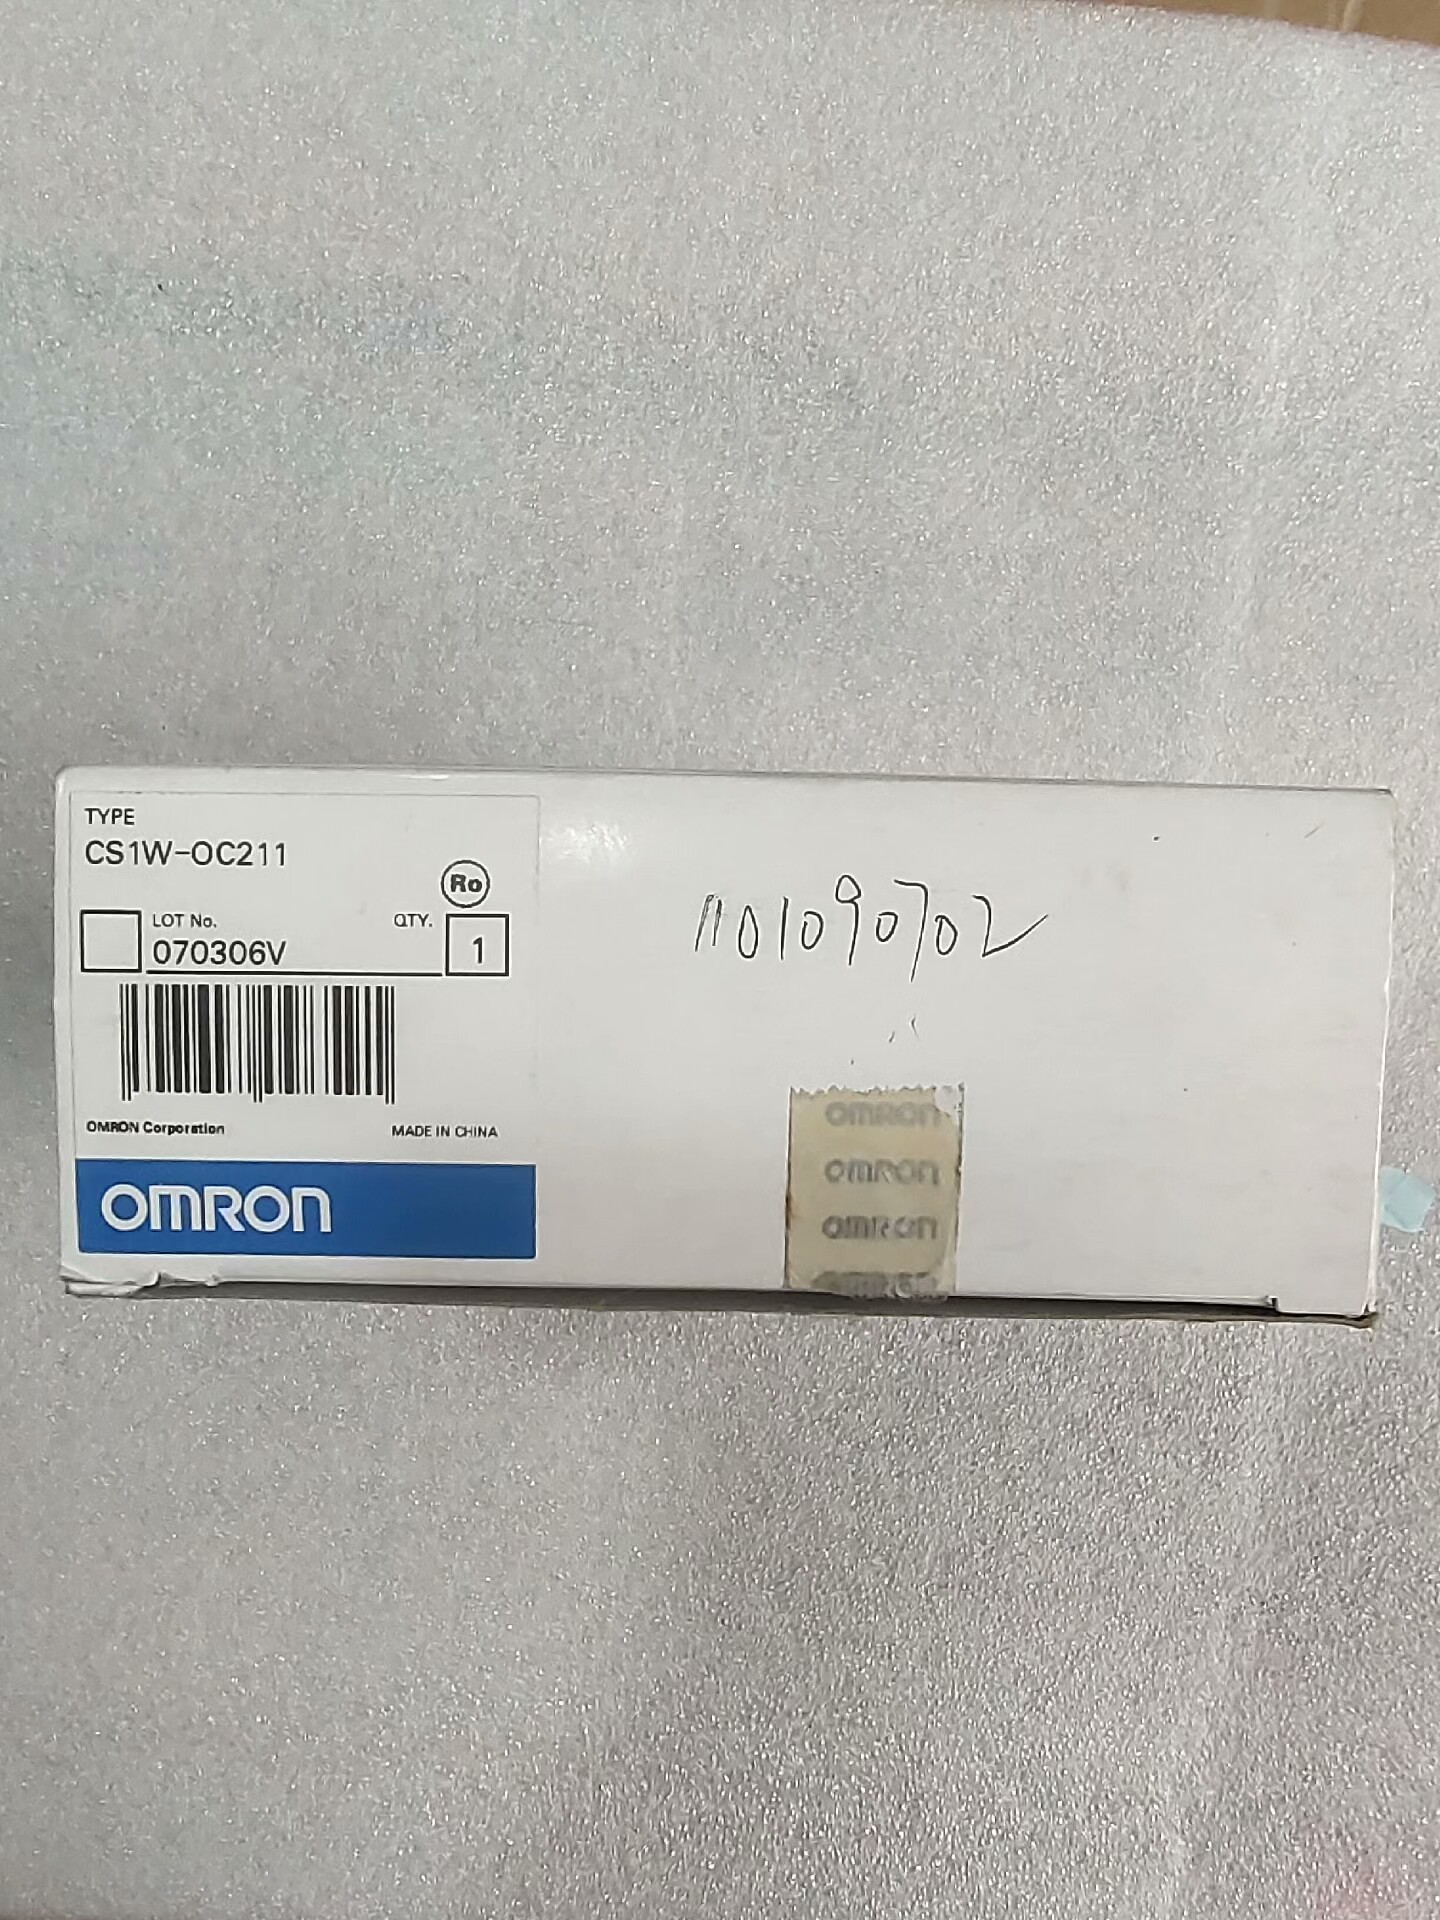 TYPE
CS1W-OC211
Ro
LOT No.
QTY.
070306V
1
OMRON Corporation
MADE IN CHINA
OMRON
1101090702
OMRON
OMRON
OMRON
OMRON